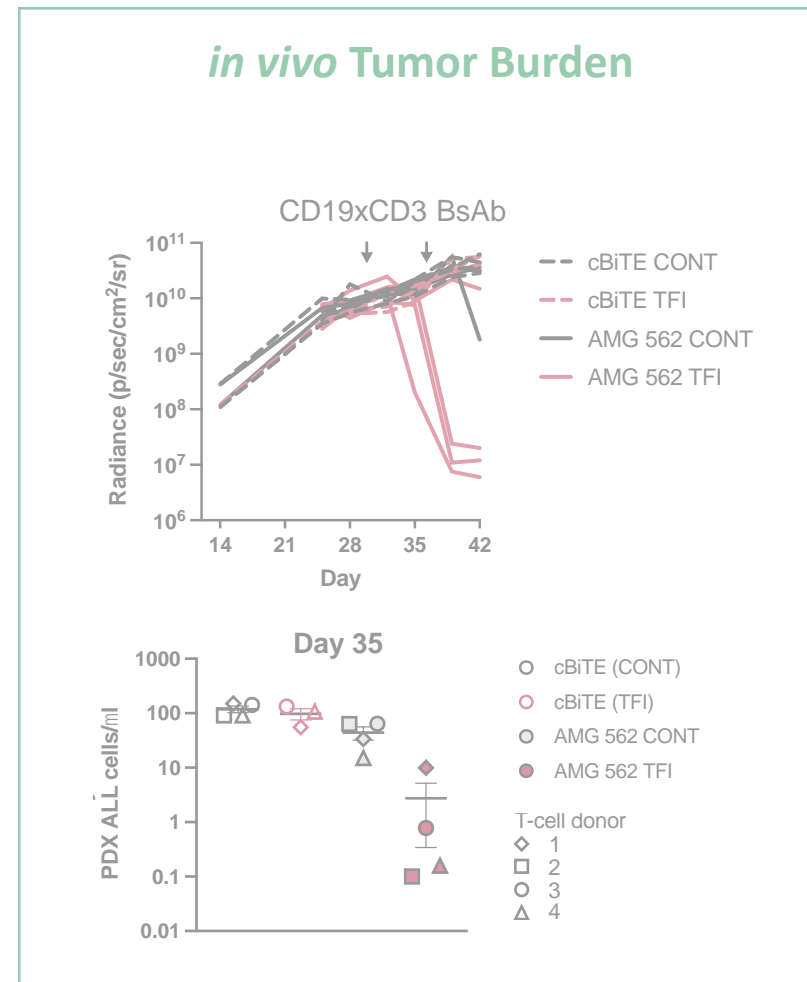 in vivo Tumor Burden
CD19xCD3 BsAb
10¹¹
10¹⁰
10⁹
10⁸
10⁷
10⁶
Radiance (p/sec/cm²/sr)
14 21 28 35 42
Day
cBiTE CONT
cBiTE TFI
AMG 562 CONT
AMG 562 TFI
Day 35
1000
100
10
1
0.1
0.01
PDX ALL cells/ml
cBiTE (CONT)
cBiTE (TFI)
AMG 562 CONT
AMG 562 TFI
T-cell donor
1
2
3
4